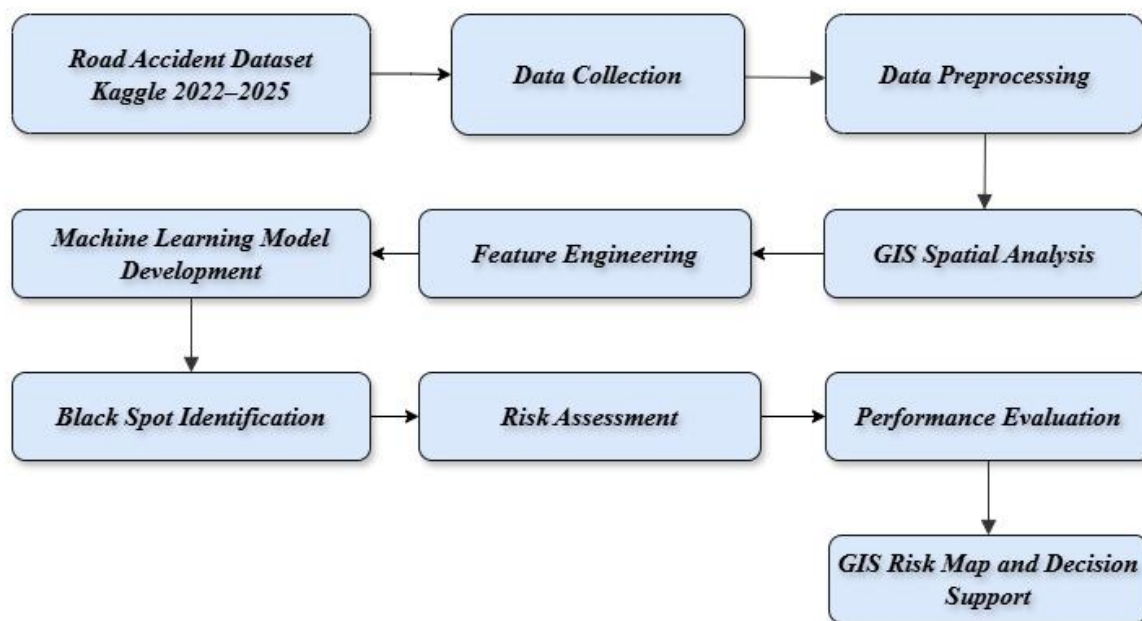 Road Accident Dataset
Kaggle 2022–2025
Data Collection
Data Preprocessing
GIS Spatial Analysis
Feature Engineering
Machine Learning Model
Development
Black Spot Identification
Risk Assessment
Performance Evaluation
GIS Risk Map and Decision
Support